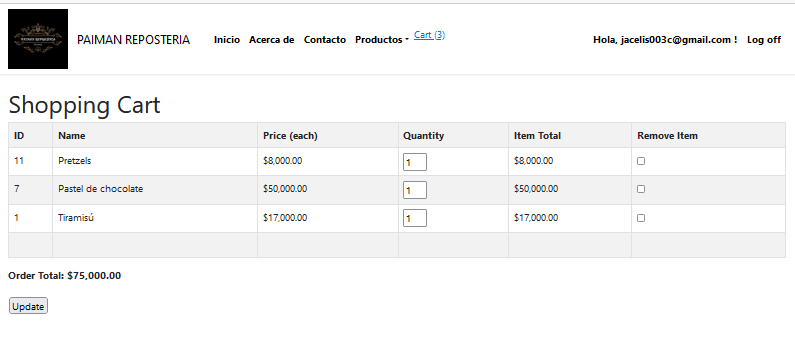 PAIMAN REPOSTERIA
PAIMAN REPOSTERIA Inicio Acerca de Contacto Productos Cart (3) Hola, jacelis003c@gmail.com ! Log off
Shopping Cart
ID Name Price (each) Quantity Item Total Remove Item
11 Pretzels $8,000.00 1 $8,000.00
7 Pastel de chocolate $50,000.00 1 $50,000.00
1 Tiramisú $17,000.00 1 $17,000.00
Order Total: $75,000.00
Update